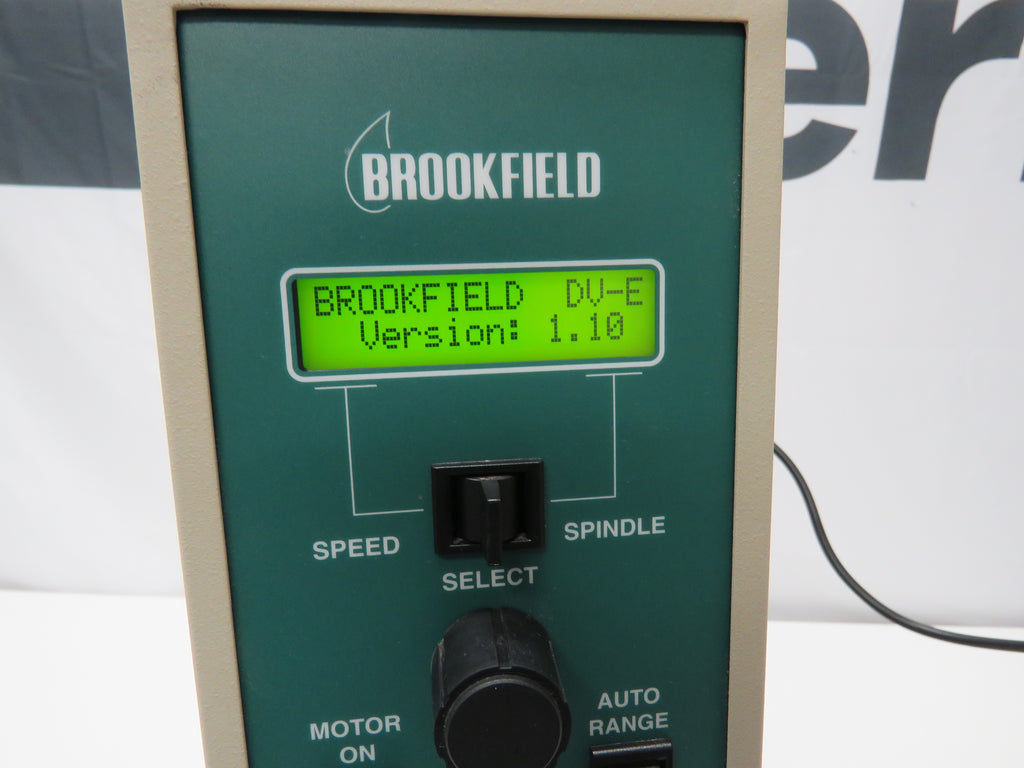 BROOKFIELD
BROOKFIELD DV-E
Version: 1.10
SPEED
SPINDLE
SELECT
AUTO
RANGE
MOTOR
ON